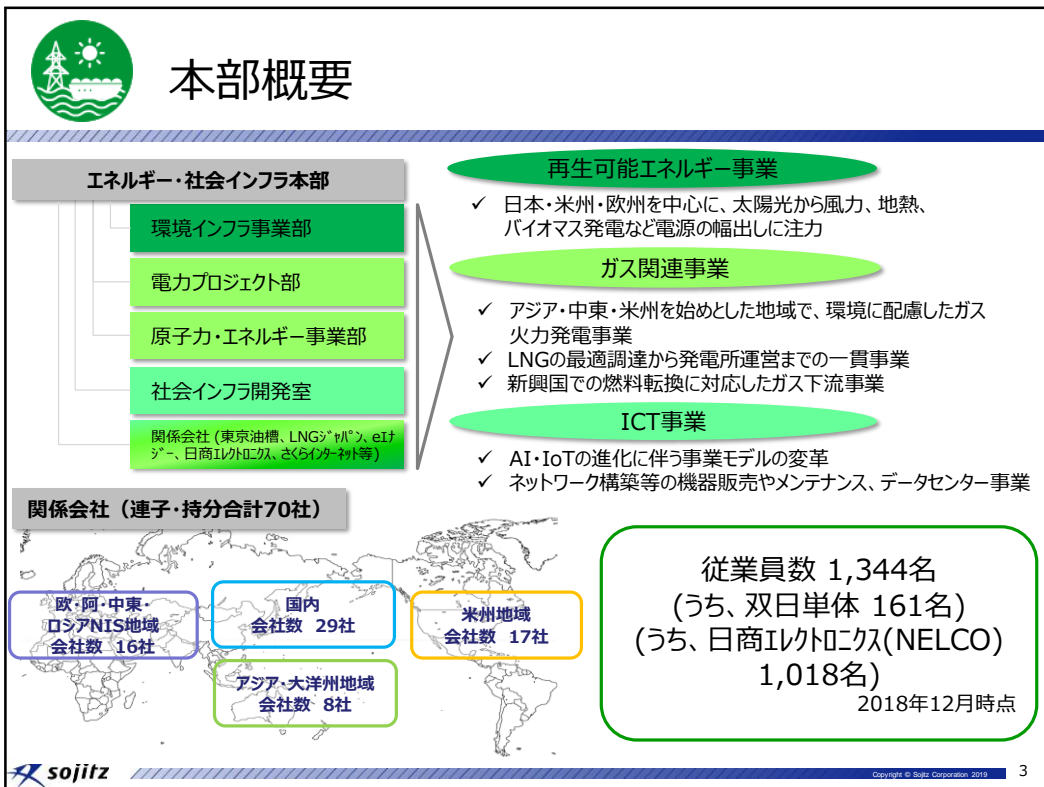 本部概要
エネルギー・社会インフラ本部
環境インフラ事業部
電力プロジェクト部
原子力・エネルギー事業部
社会インフラ開発室
関係会社 (東京油槽、LNGｼﾞｬﾊﾟﾝ、eｴﾅ
ｼﾞｰ、日商ｴﾚｸﾄﾛﾆｸｽ、さくらｲﾝﾀｰﾈｯﾄ等)
再生可能エネルギー事業
✓ 日本・米州・欧州を中心に、太陽光から風力、地熱、
バイオマス発電など電源の幅出しに注力
ガス関連事業
✓ アジア・中東・米州を始めとした地域で、環境に配慮したガス
火力発電事業
✓ LNGの最適調達から発電所運営までの一貫事業
✓ 新興国での燃料転換に対応したガス下流事業
ICT事業
✓ AI・IoTの進化に伴う事業モデルの変革
✓ ネットワーク構築等の機器販売やメンテナンス、データセンター事業
関係会社（連子・持分合計70社）
欧・阿・中東・
ロシアNIS地域
会社数 16社
国内
会社数 29社
米州地域
会社数 17社
アジア・大洋州地域
会社数 8社
従業員数 1,344名
(うち、双日単体 161名)
(うち、日商ｴﾚｸﾄﾛﾆｸｽ(NELCO)
1,018名)
2018年12月時点
sojitz
Copyright © Sojitz Corporation 2019
3